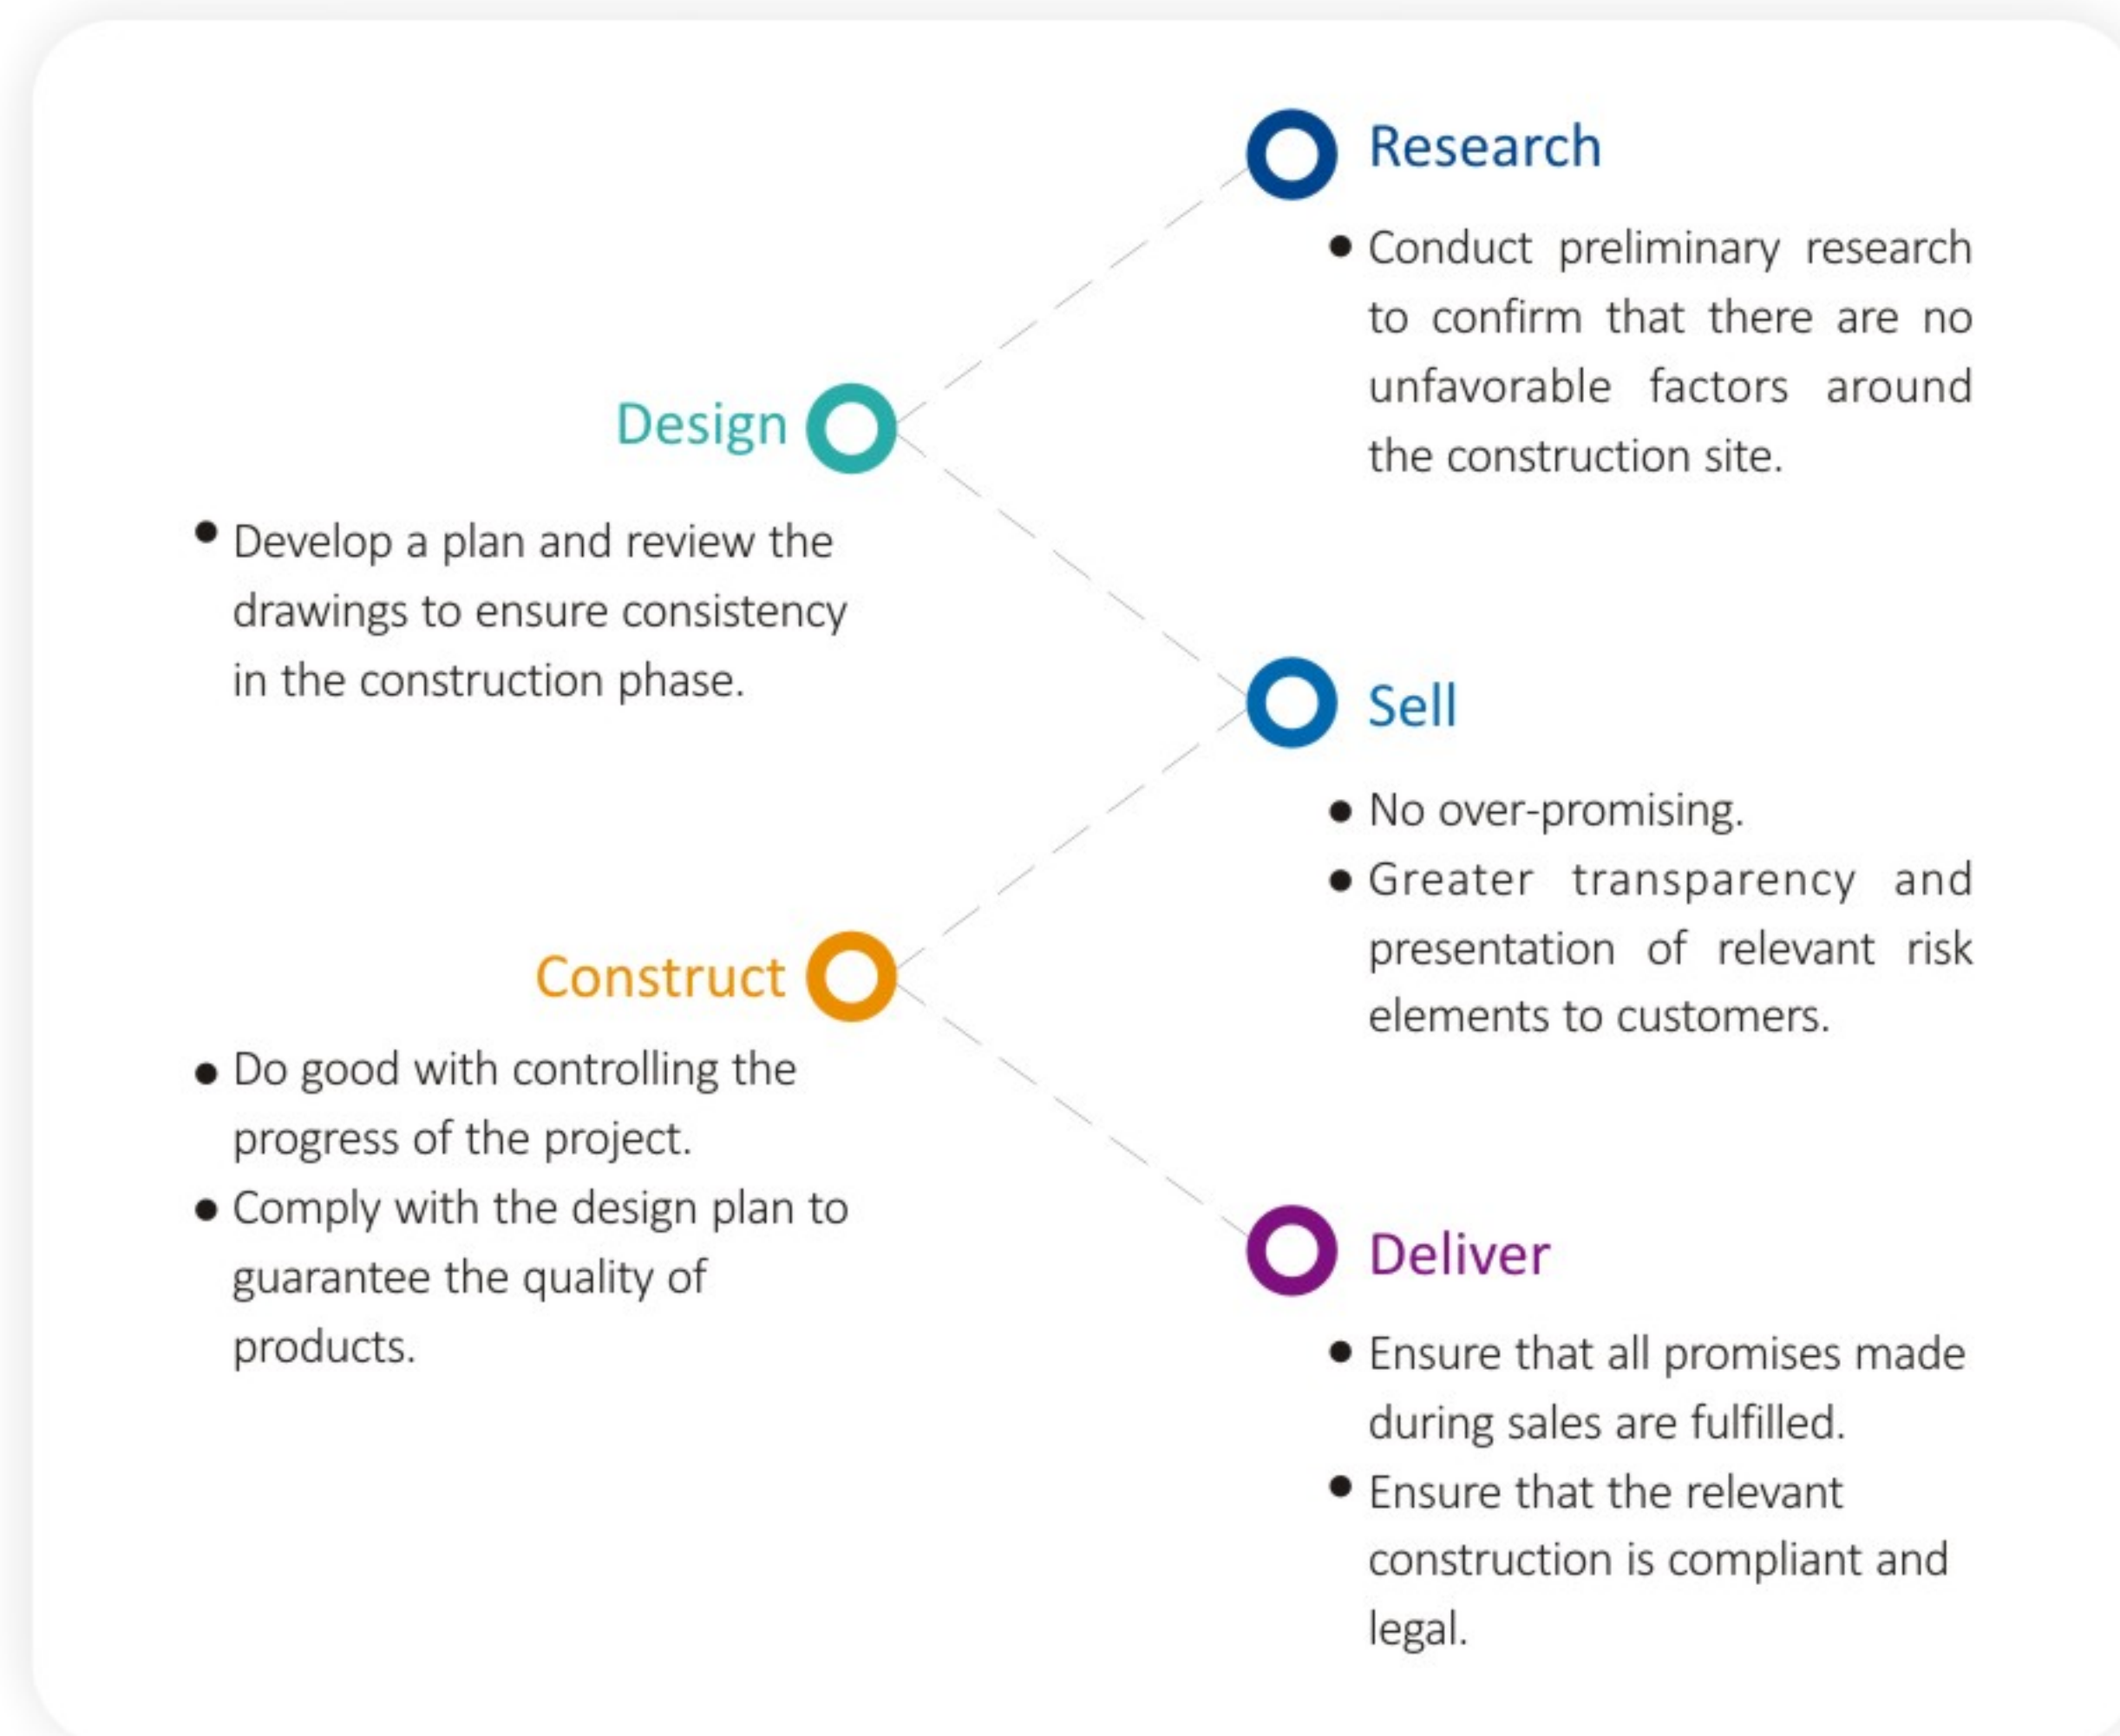 Research
● Conduct preliminary research
to confirm that there are no
unfavorable factors around
the construction site.
Design
● Develop a plan and review the
drawings to ensure consistency
in the construction phase.
Sell
● No over-promising.
● Greater transparency and
presentation of relevant risk
elements to customers.
Construct
● Do good with controlling the
progress of the project.
● Comply with the design plan to
guarantee the quality of
products.
Deliver
● Ensure that all promises made
during sales are fulfilled.
● Ensure that the relevant
construction is compliant and
legal.